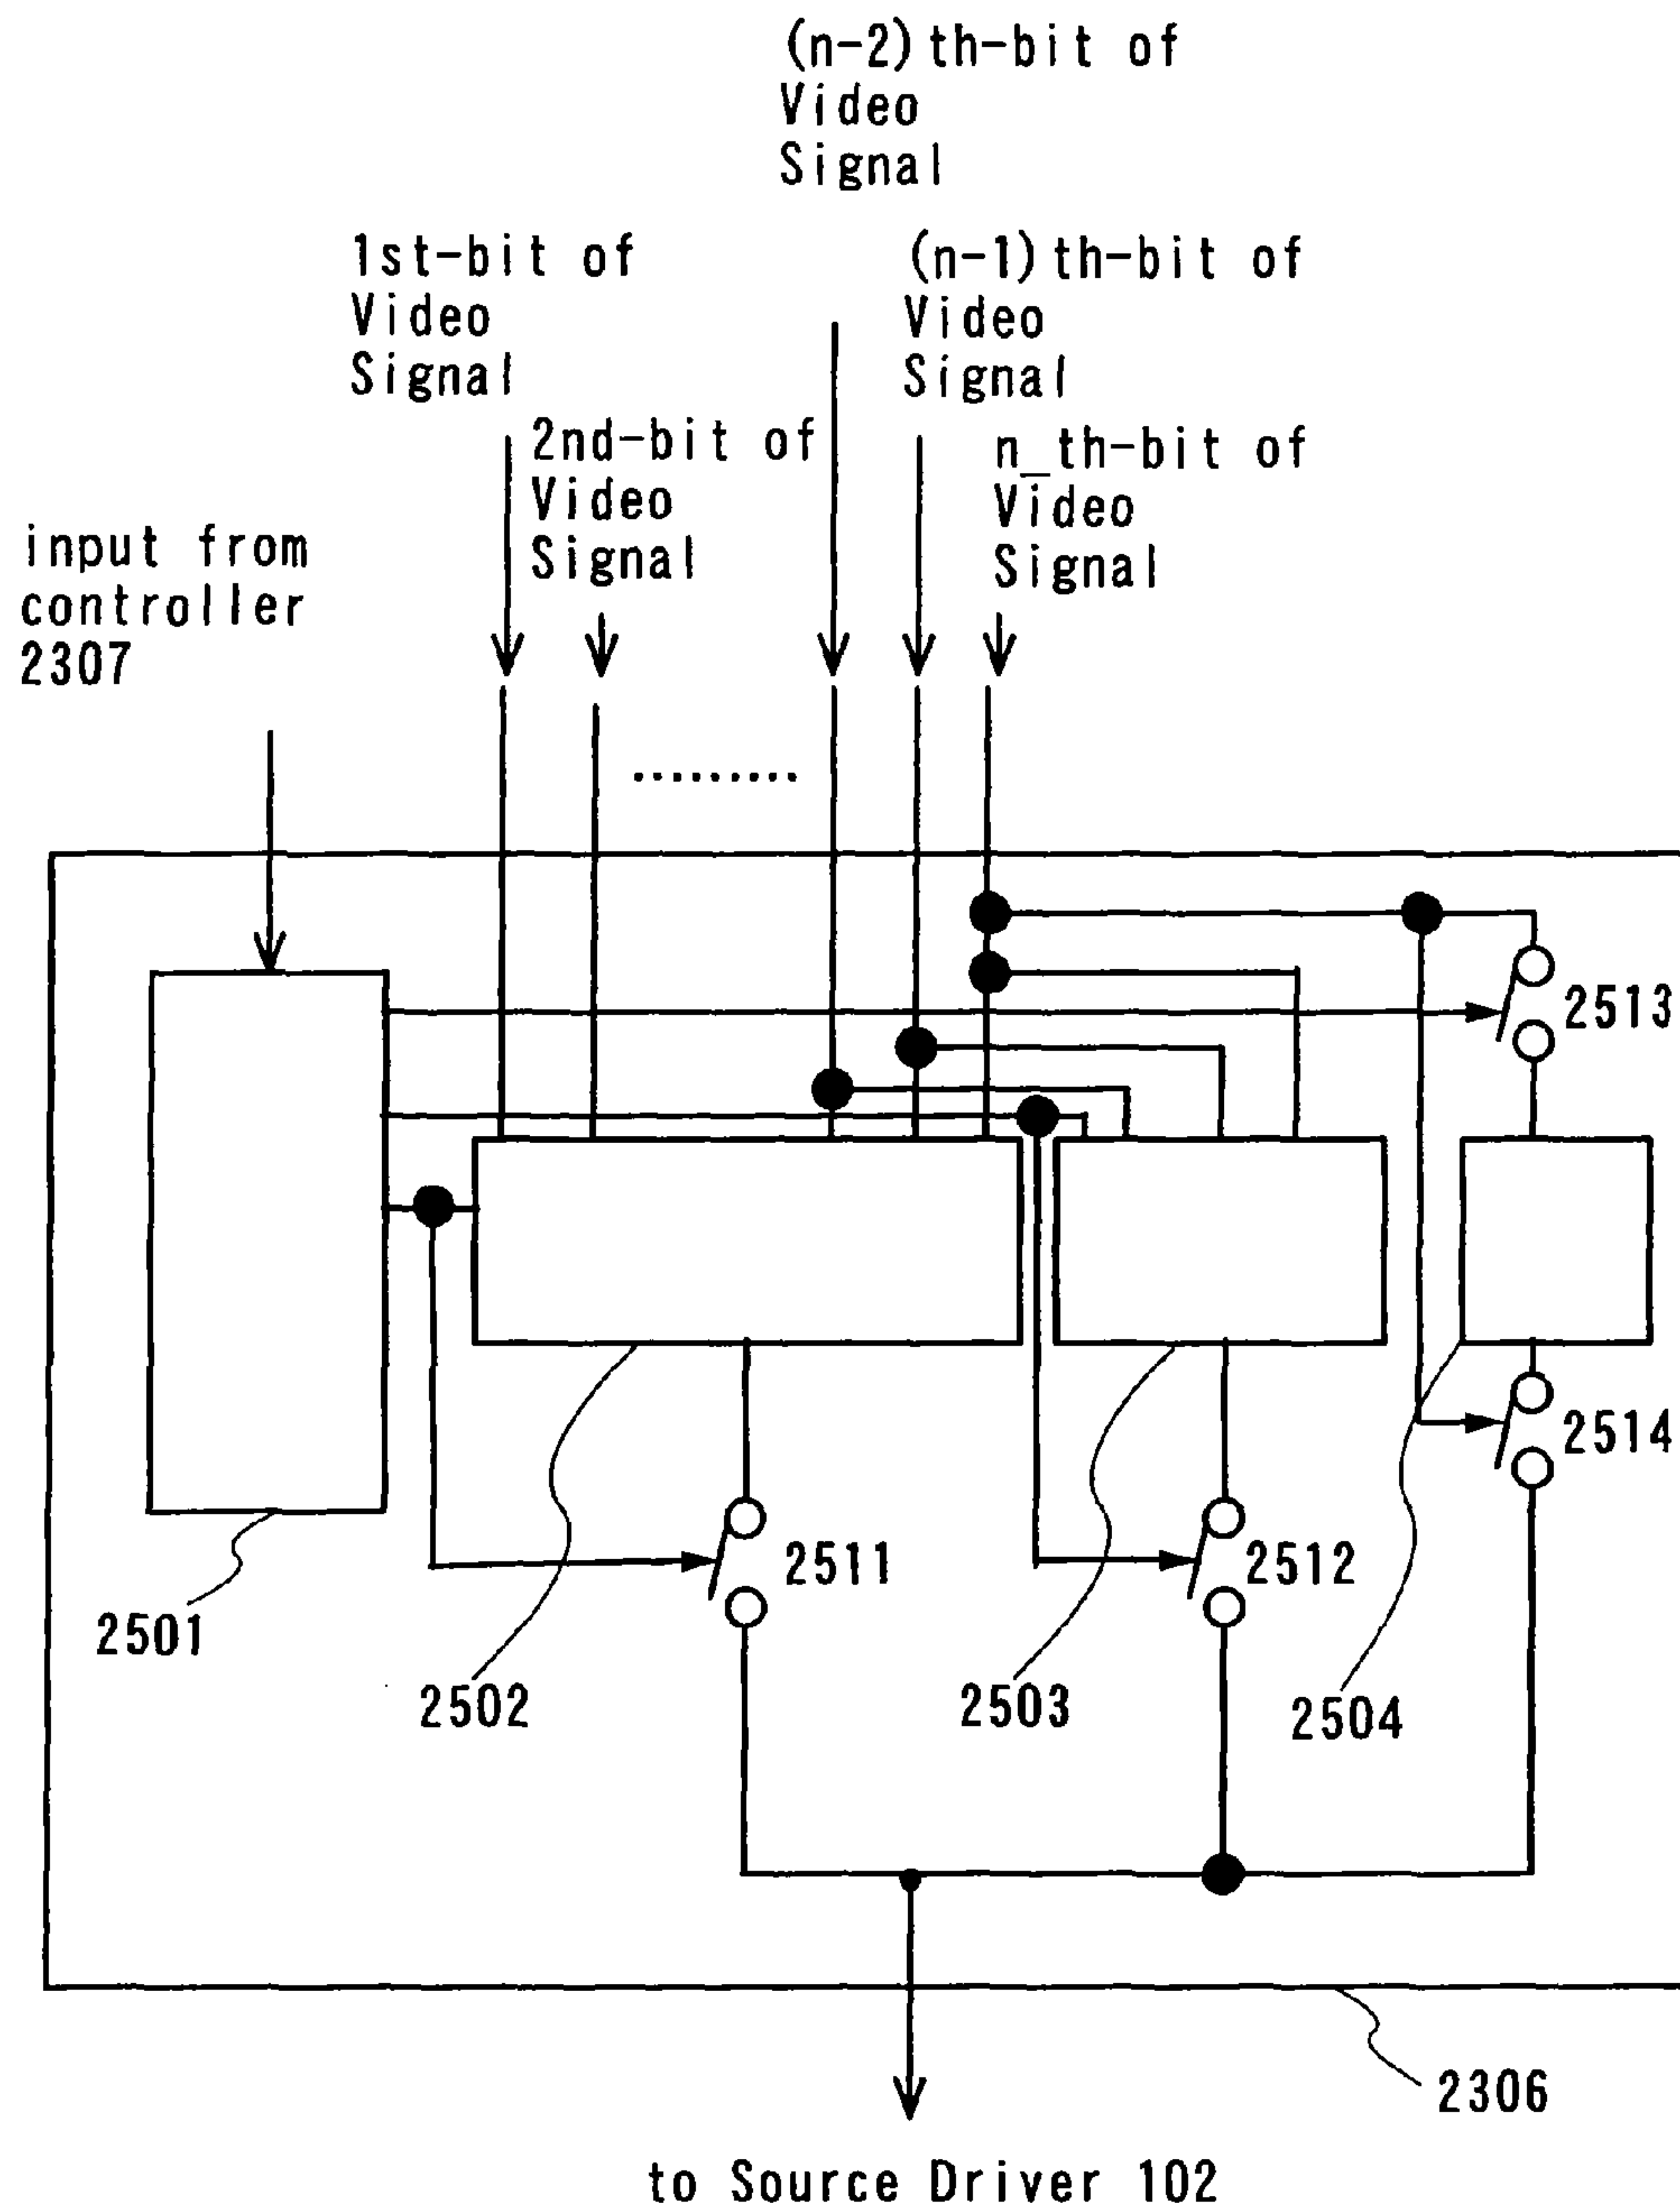 (n-2)th-bit of
Video
Signal
1st-bit of
Video
Signal
(n-1)th-bit of
Video
Signal
2nd-bit of
Video
Signal
n_th-bit of
Video
Signal
input from
controller
2307
.........
2513
2514
2511
2512
2501
2502
2503
2504
2306
to Source Driver 102